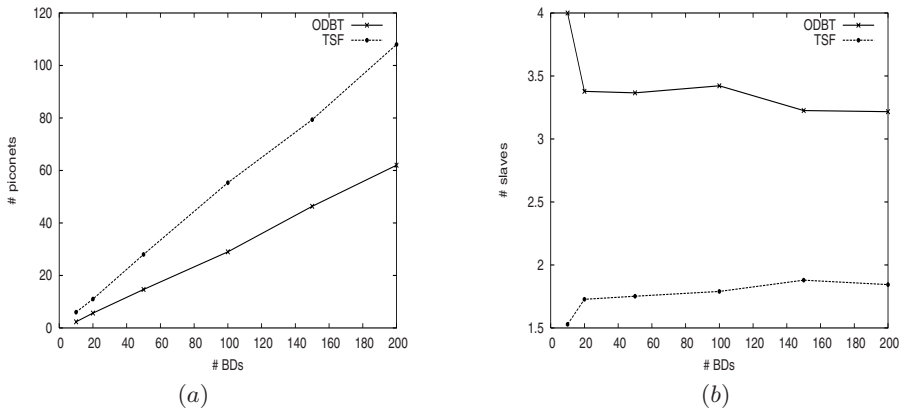 120
100
80
60
40
20
0
# piconets
0 20 40 60 80 100 120 140 160 180 200
# BDs
ODBT
TSF
(a)
4
3.5
3
2.5
2
1.5
# slaves
0 20 40 60 80 100 120 140 160 180 200
# BDs
ODBT
TSF
(b)